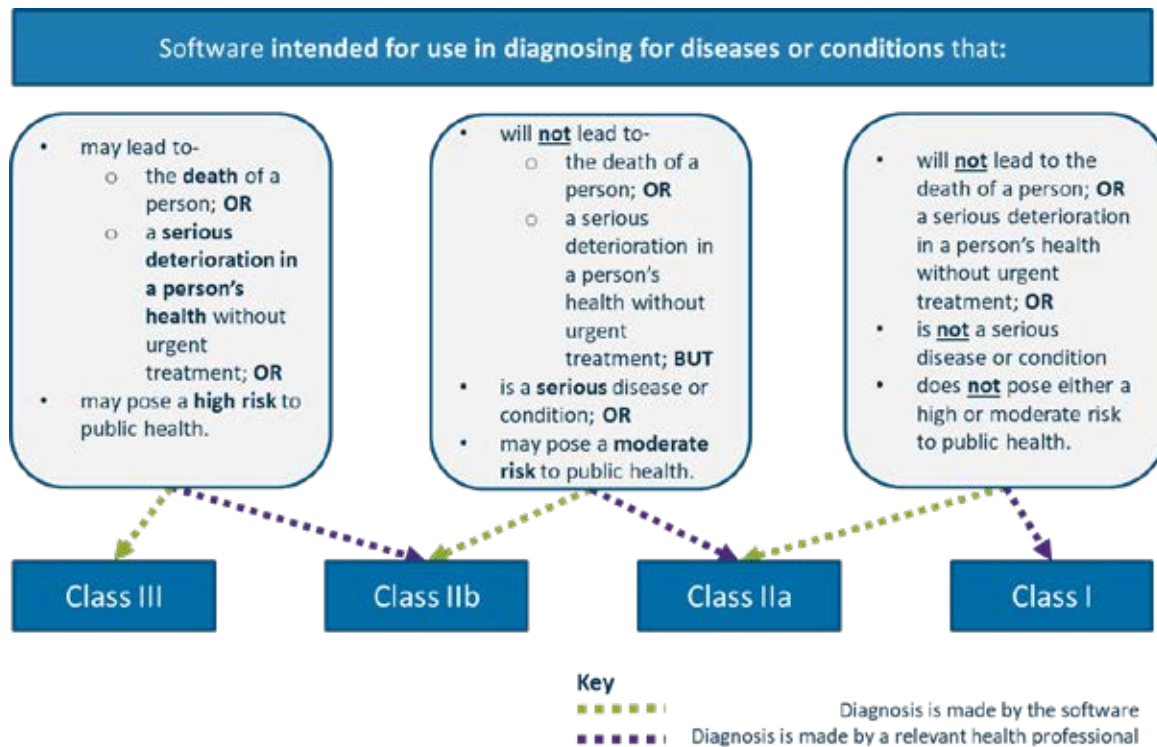 Software intended for use in diagnosing for diseases or conditions that:
• may lead to-
o the death of a
person; OR
o a serious
deterioration in
a person's
health without
urgent
treatment; OR
• may pose a high risk to
public health.
• will not lead to-
o the death of a
person; OR
o a serious
deterioration in
a person's
health without
urgent
treatment; BUT
• is a serious disease or
condition; OR
• may pose a moderate
risk to public health.
• will not lead to the
death of a person; OR
a serious deterioration
in a person's health
without urgent
treatment; OR
• is not a serious
disease or condition
• does not pose either a
high or moderate risk
to public health.
Class III
Class IIb
Class IIa
Class I
Key
Diagnosis is made by the software
Diagnosis is made by a relevant health professional